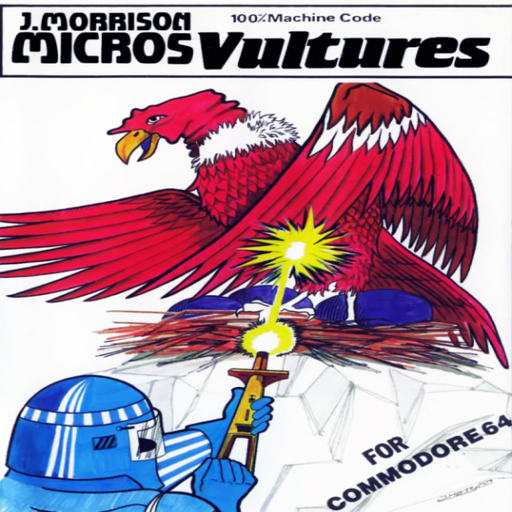 J.MORRISON
MICROS
100%Machine Code
Vultures
FOR
COMMODORE 64